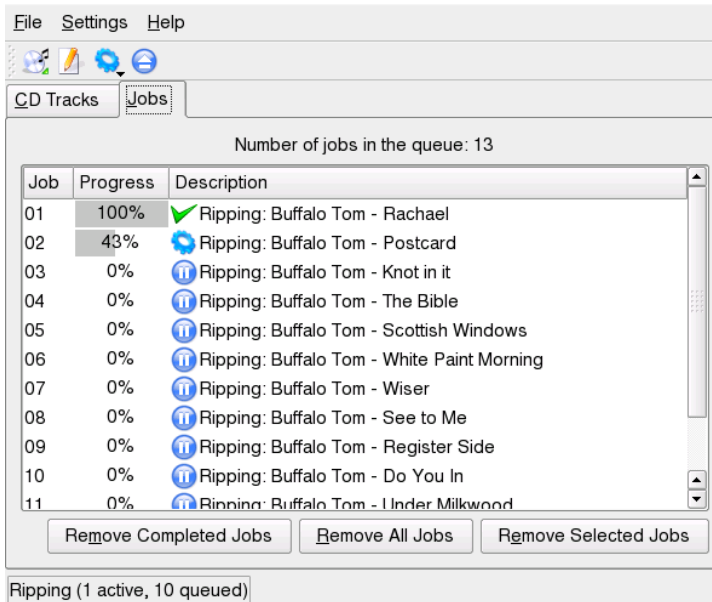 File Settings Help
CD Tracks Jobs
Number of jobs in the queue: 13
Job Progress Description
01 100% Ripping: Buffalo Tom - Rachael
02 43% Ripping: Buffalo Tom - Postcard
03 0% Ripping: Buffalo Tom - Knot in it
04 0% Ripping: Buffalo Tom - The Bible
05 0% Ripping: Buffalo Tom - Scottish Windows
06 0% Ripping: Buffalo Tom - White Paint Morning
07 0% Ripping: Buffalo Tom - Wiser
08 0% Ripping: Buffalo Tom - See to Me
09 0% Ripping: Buffalo Tom - Register Side
10 0% Ripping: Buffalo Tom - Do You In
11 0% Ripping: Buffalo Tom - Under Milkwood
Remove Completed Jobs Remove All Jobs Remove Selected Jobs
Ripping (1 active, 10 queued)